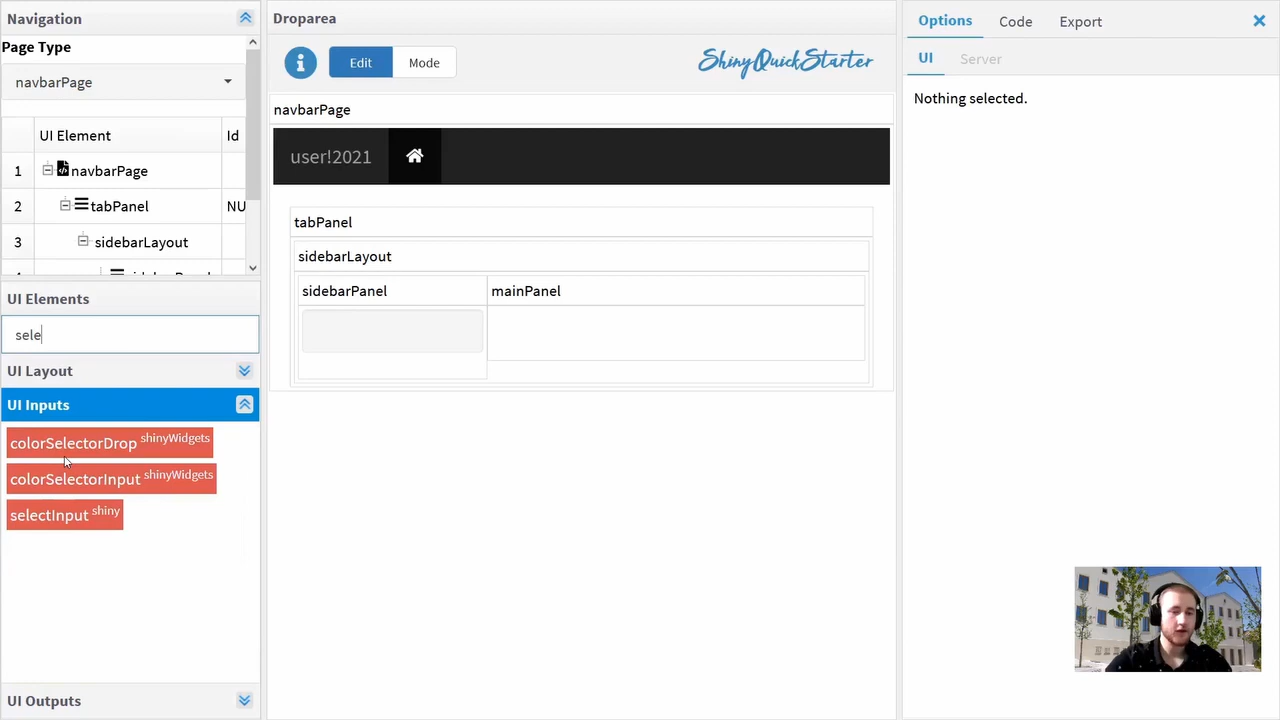 Navigation
Page Type
navbarPage
UI Element Id
1 navbarPage
2 tabPanel NU
3 sidebarLayout
UI Elements
sele
UI Layout
UI Inputs
colorSelectorDrop shinyWidgets
colorSelectorInput shinyWidgets
selectInput shiny
UI Outputs
Droparea
Edit Mode
ShinyQuickStarter
navbarPage
user!2021
tabPanel
sidebarLayout
sidebarPanel mainPanel
Options Code Export
UI Server
Nothing selected.